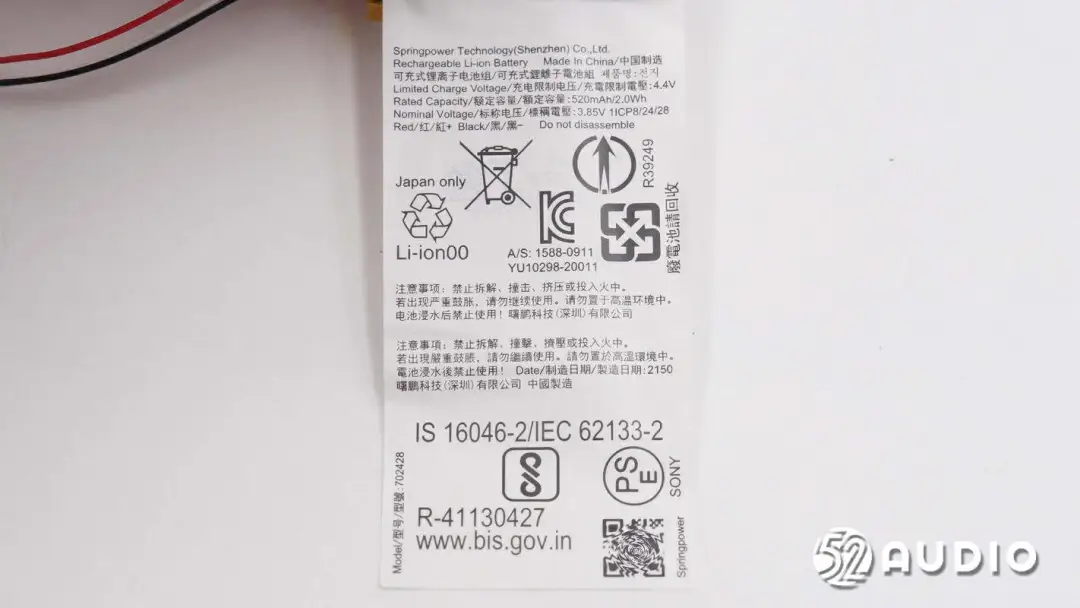 Springpower Technology(Shenzhen) Co.,Ltd.
Rechargeable Li-ion Battery Made In China/中国制造
可充式锂离子电池组/可充式鋰離子電池組 제품명:전지
Limited Charge Voltage/充电限制电压/充電限制電壓:4.4V
Rated Capacity/额定容量/額定容量:520mAh/2.0Wh
Nominal Voltage/标称电压/標稱電壓:3.85V 1ICP8/24/28
Red/红/紅+ Black/黑/黑- Do not disassemble
R39249
Japan only
Li-ion00
A/S: 1588-0911
YU10298-20011
廢電池請回收
注意事项：禁止拆解、撞击、挤压或投入火中。
若出现严重鼓胀，请勿继续使用。请勿置于高温环境中。
电池浸水后禁止使用！曙鹏科技(深圳)有限公司
注意事項：禁止拆解、撞擊、擠壓或投入火中。
若出現嚴重鼓脹，請勿繼續使用。請勿置於高溫環境中。
電池浸水後禁止使用！ Date/制造日期/製造日期:2150
曙鵬科技(深圳)有限公司 中國製造
IS 16046-2/IEC 62133-2
PSE
SONY
Model/型号/型號:702428
R-41130427
www.bis.gov.in
Springpower
52AUDIO